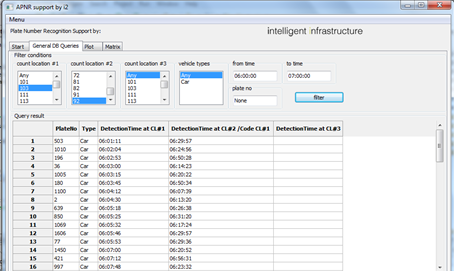 APNR support by i2
Menu
Plate Number Recognition Support by:
intelligent infrastructure
Start General DB Queries Plot Matrix
Filter conditions
count location #1 count location #2 count location #3 vehicle types from time to time
Any 72 Any Any 06:00:00 07:00:00
101 81 101 Car
103 82 103 plate no
111 91 111 None filter
113 92 113
Query result
PlateNo Type DetectionTime at CL#1 DetectionTime at CL#2 /Code CL#1 DetectionTime at CL#3
1 503 Car 06:01:11 06:29:57
2 1010 Car 06:02:04 06:24:56
3 196 Car 06:02:53 06:50:28
4 36 Car 06:03:00 06:14:23
5 1005 Car 06:03:15 06:20:22
6 180 Car 06:03:45 06:50:34
7 1100 Car 06:04:12 06:07:39
8 2 Car 06:04:30 06:13:20
9 639 Car 06:05:18 06:26:38
10 850 Car 06:05:25 06:31:20
11 1069 Car 06:05:32 06:17:24
12 1606 Car 06:05:46 06:29:57
13 77 Car 06:05:53 06:29:36
14 1450 Car 06:07:00 06:20:52
15 421 Car 06:07:12 06:56:31
16 997 Car 06:07:48 06:23:32